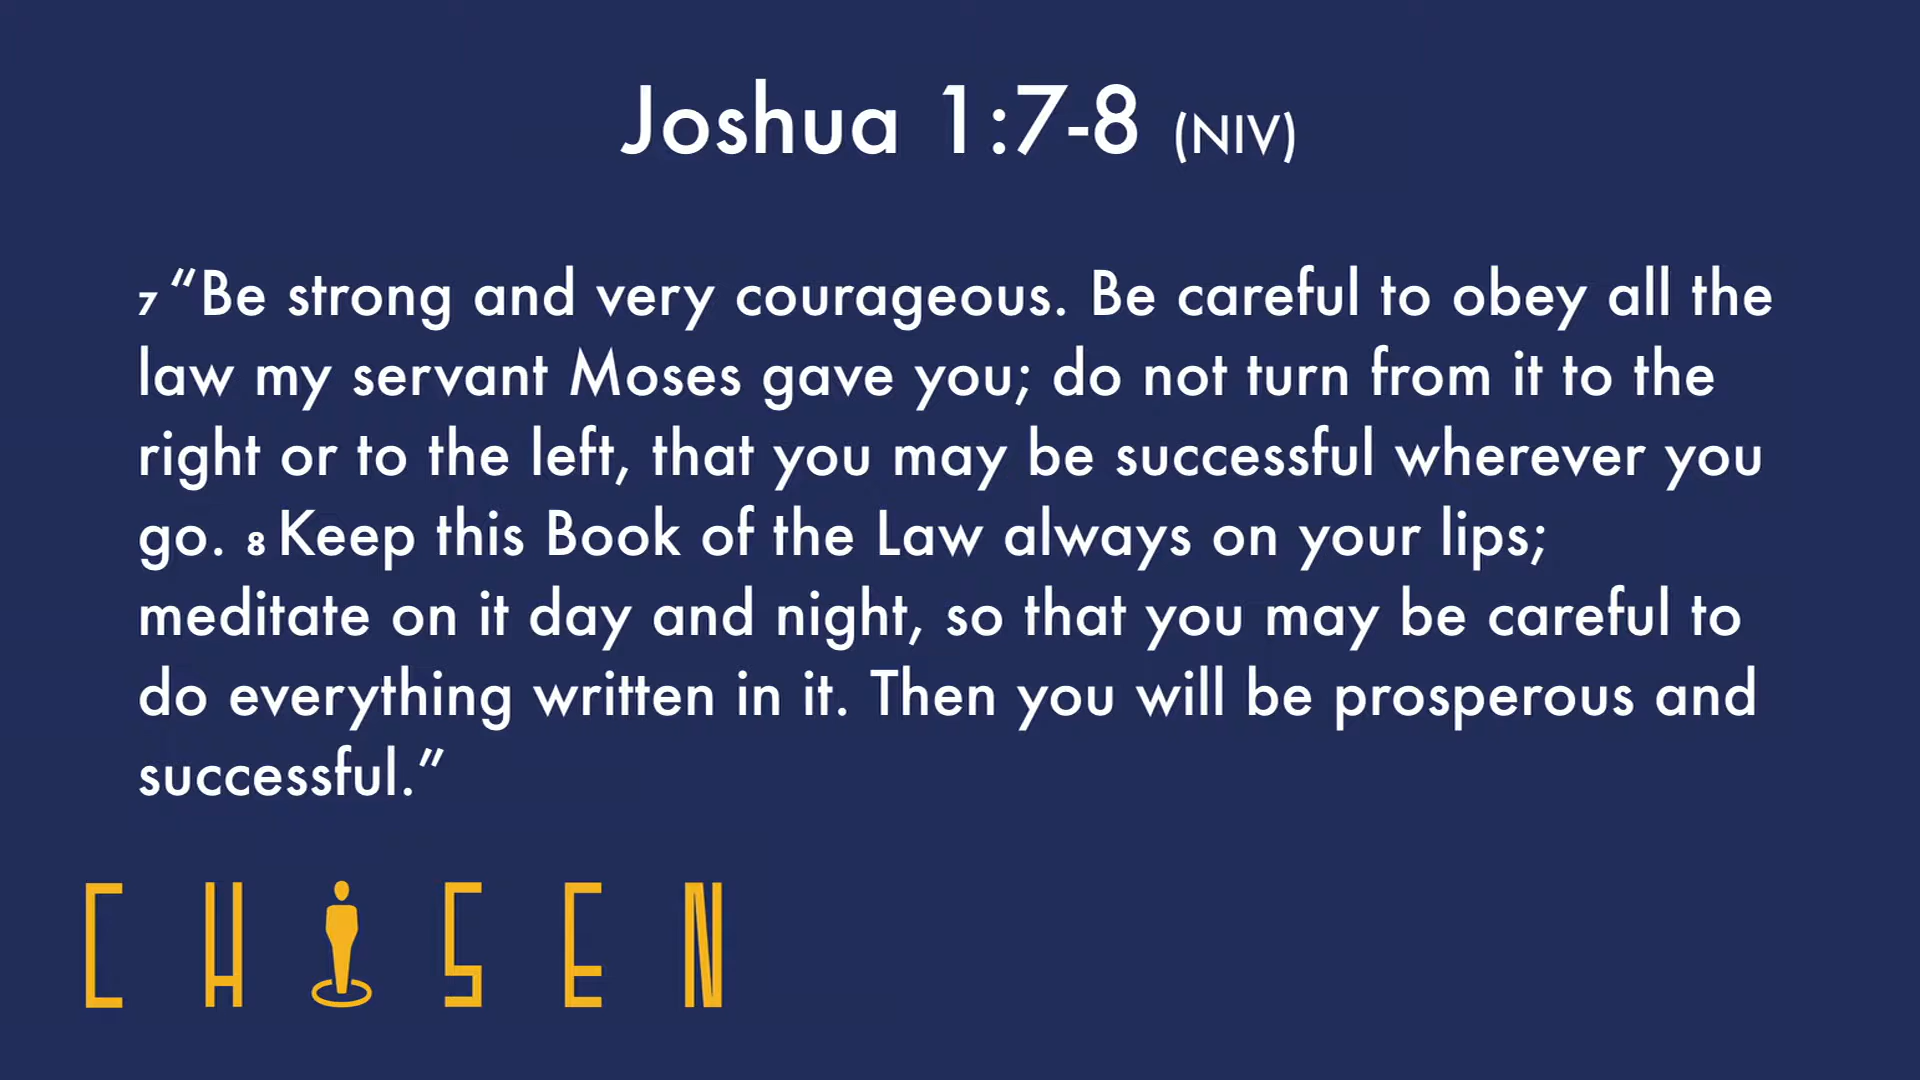 Joshua 1:7-8 (NIV)
7 “Be strong and very courageous. Be careful to obey all the
law my servant Moses gave you; do not turn from it to the
right or to the left, that you may be successful wherever you
go. 8 Keep this Book of the Law always on your lips;
meditate on it day and night, so that you may be careful to
do everything written in it. Then you will be prosperous and
successful.”
CHOSEN